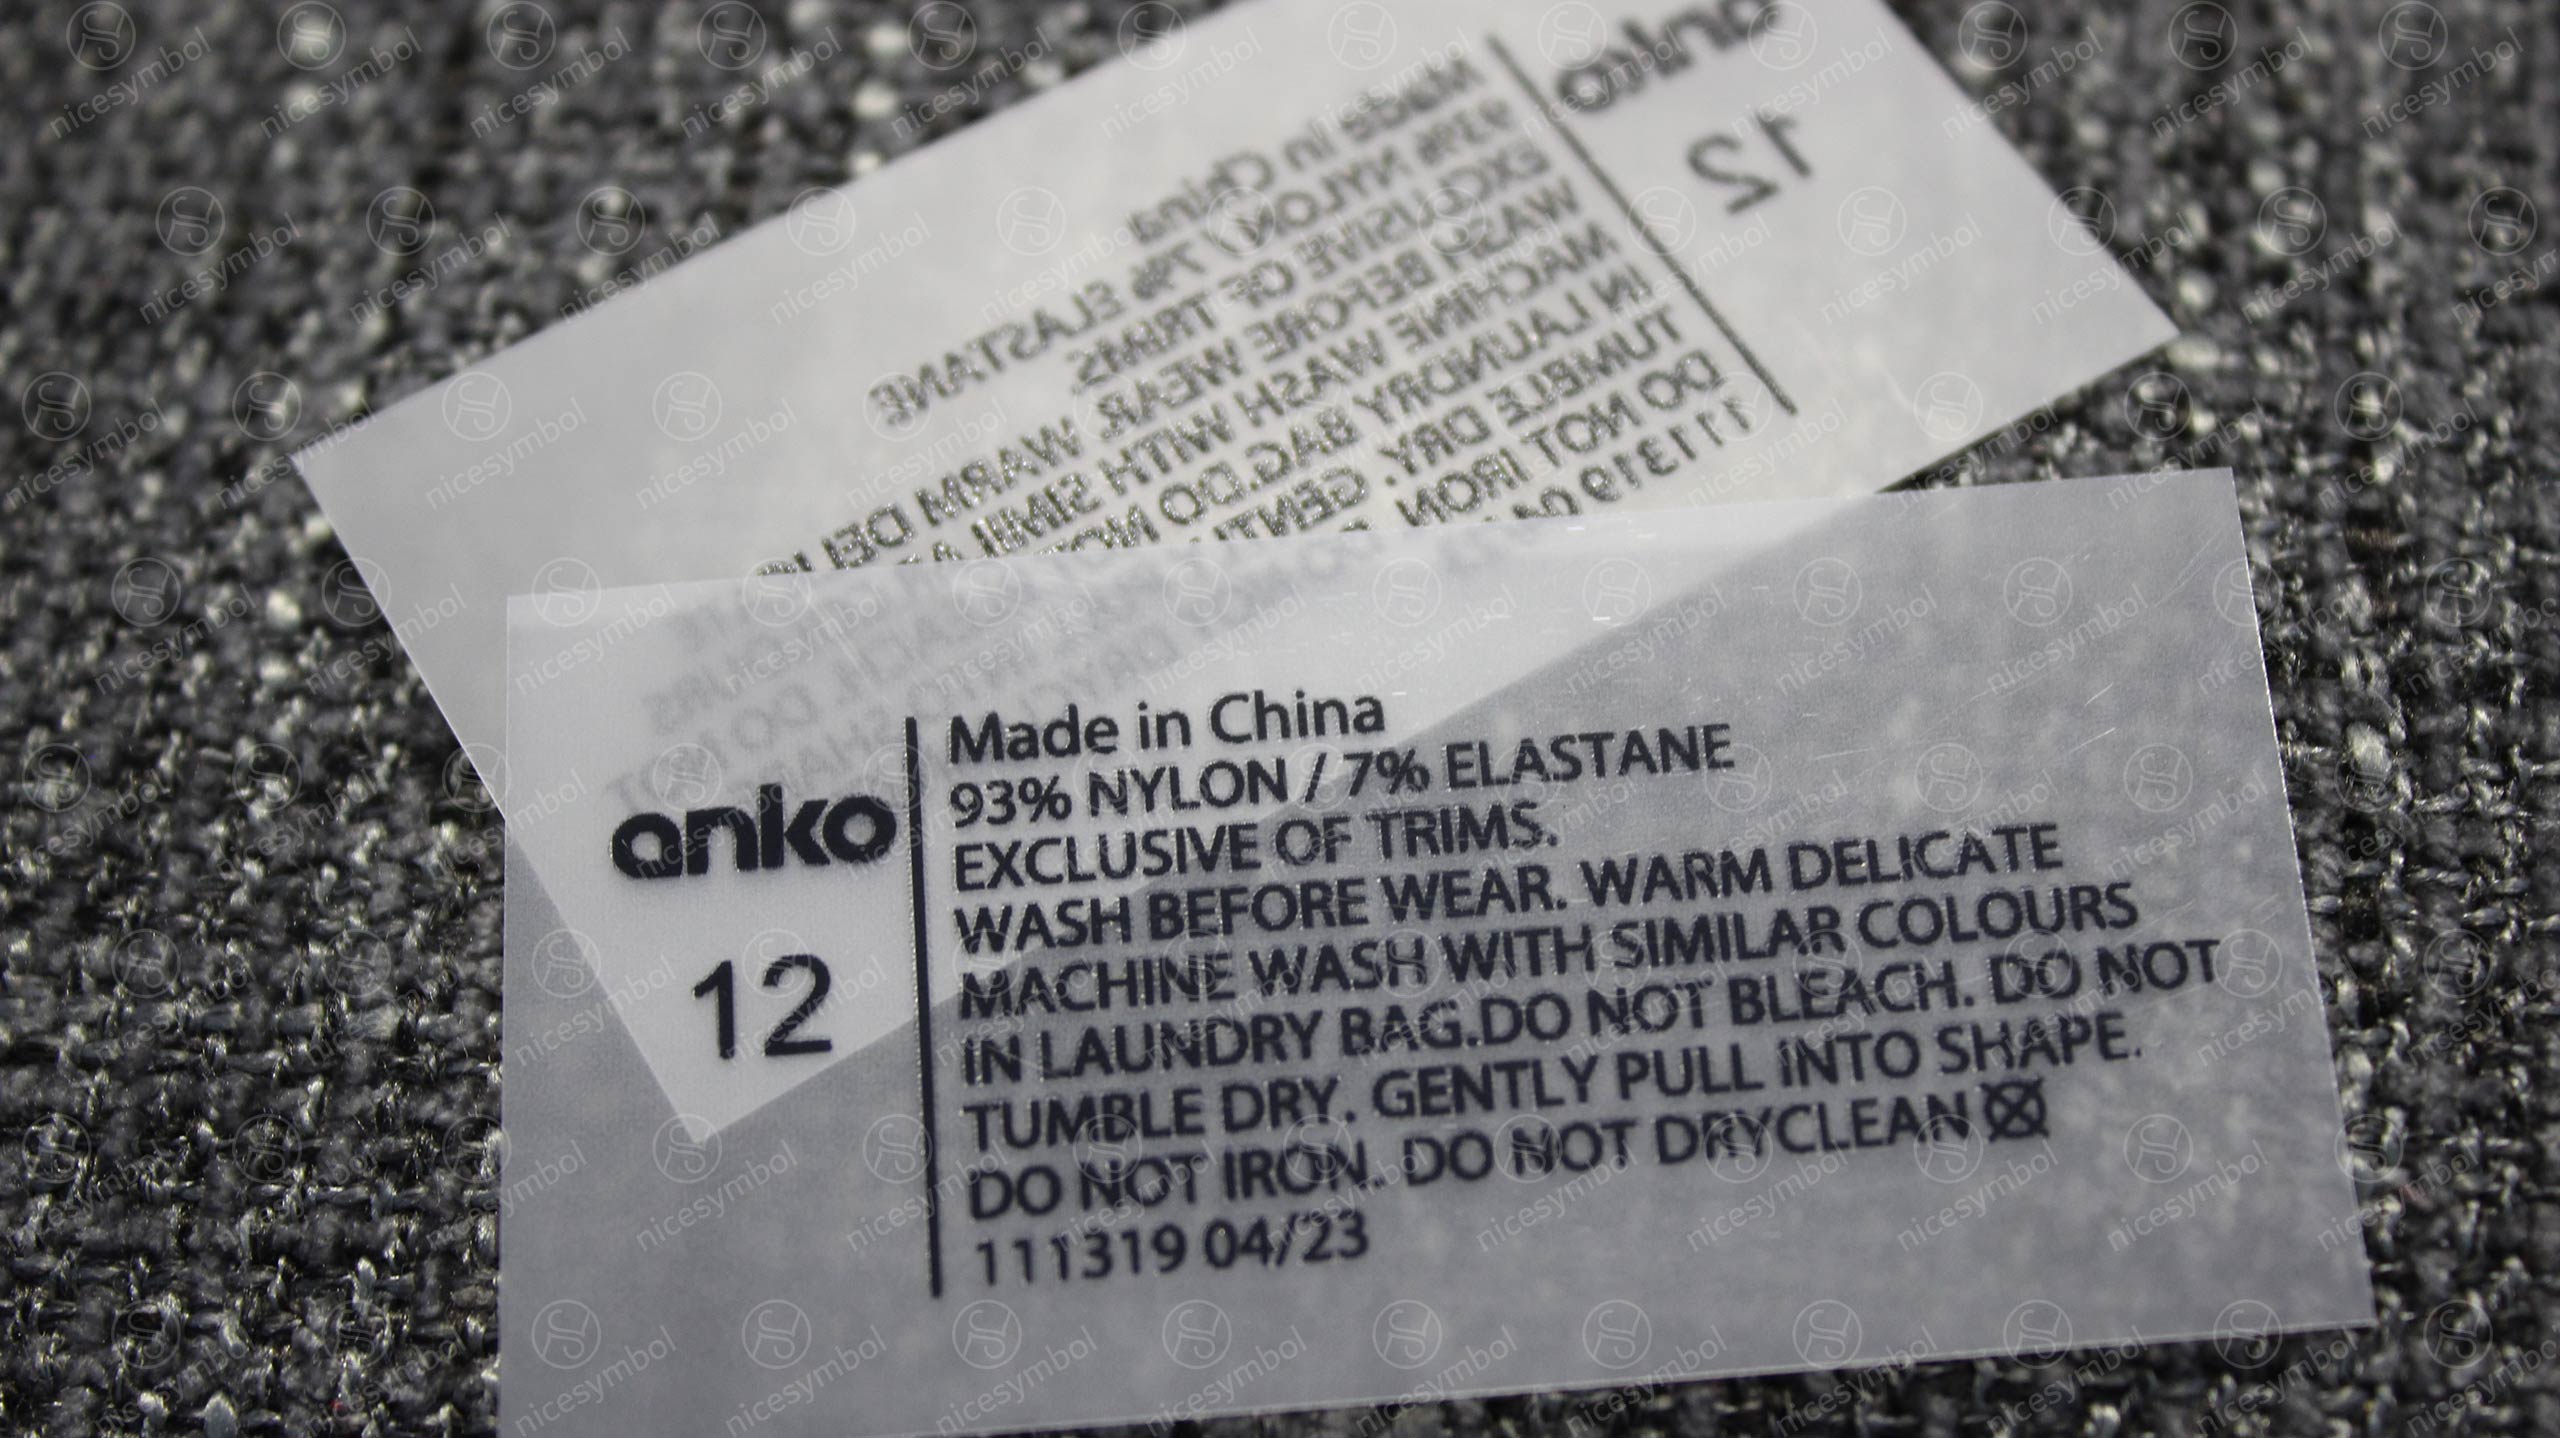 anko
12
Made in China
93% NYLON / 7% ELASTANE
EXCLUSIVE OF TRIMS.
WASH BEFORE WEAR. WARM DELICATE
MACHINE WASH WITH SIMILAR COLOURS
IN LAUNDRY BAG.DO NOT BLEACH. DO NOT
TUMBLE DRY. GENTLY PULL INTO SHAPE.
DO NOT IRON. DO NOT DRYCLEAN
111319 04/23
anko
12
Made in China
93% NYLON / 7% ELASTANE
EXCLUSIVE OF TRIMS
WASH BEFORE WEAR. WARM
MACHINE WASH WITH
IN LAUNDRY BAG.DO
TUMBLE DRY.
DO NOT IRON
111319
nicesymbol